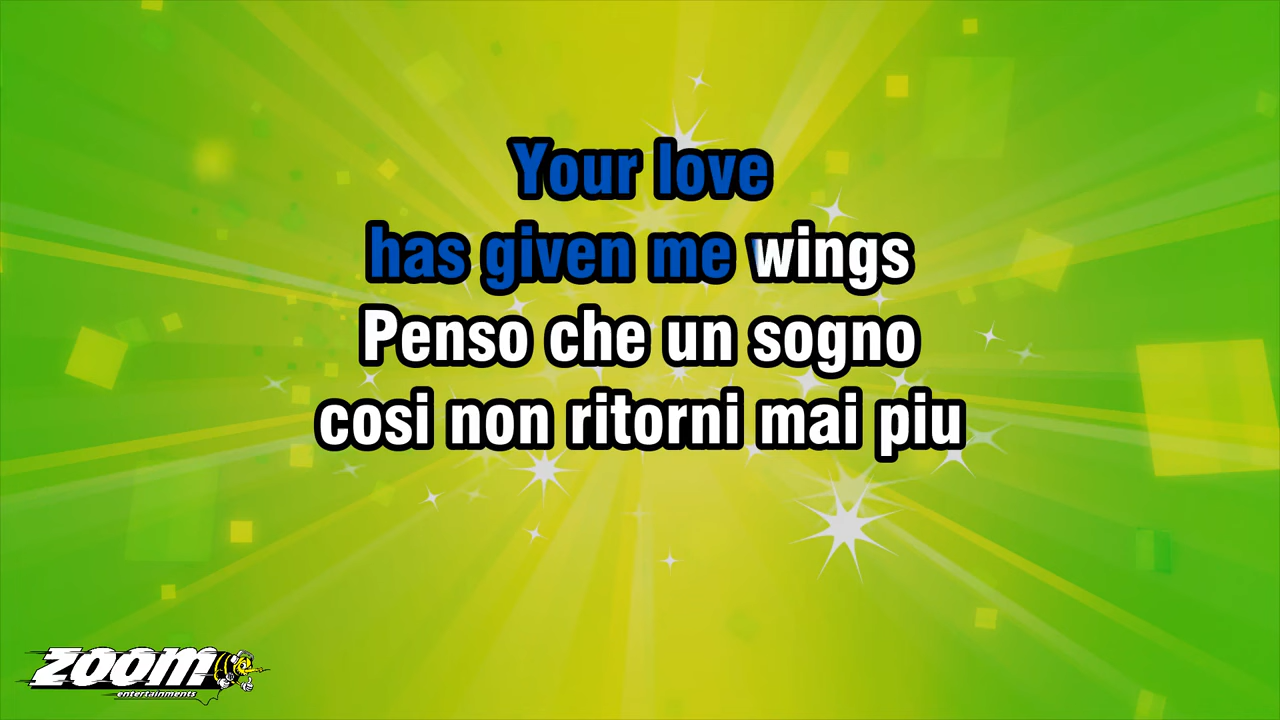 Your love
has given me wings
Penso che un sogno
cosi non ritorni mai piu
zoom
entertainments